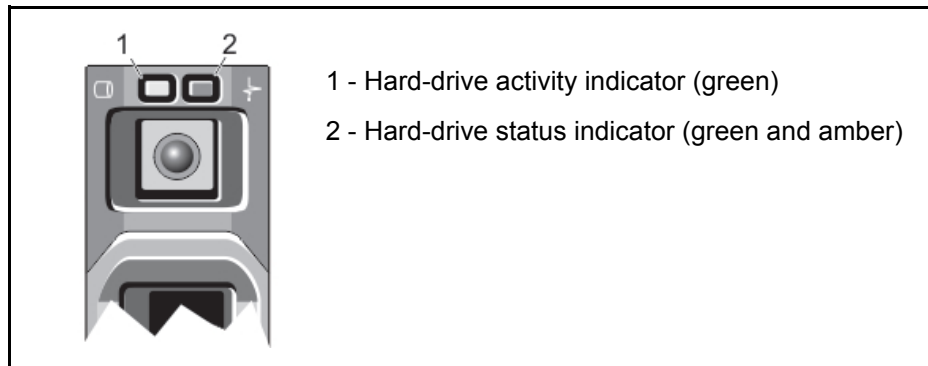 1 2
1 - Hard-drive activity indicator (green)
2 - Hard-drive status indicator (green and amber)